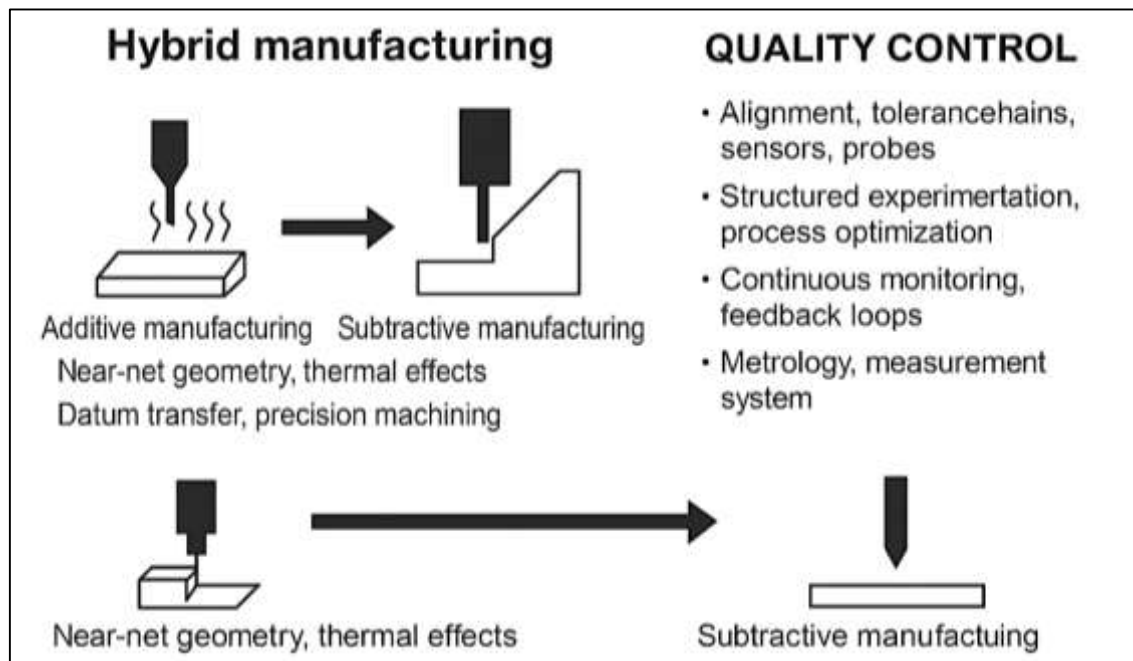 Hybrid manufacturing
Additive manufacturing
Subtractive manufacturing
Near-net geometry, thermal effects
Datum transfer, precision machining
QUALITY CONTROL
• Alignment, tolerancehains,
sensors, probes
• Structured experimertation,
process optimization
• Continuous monitoring,
feedback loops
• Metrology, measurement
system
Near-net geometry, thermal effects
Subtractive manufactuing